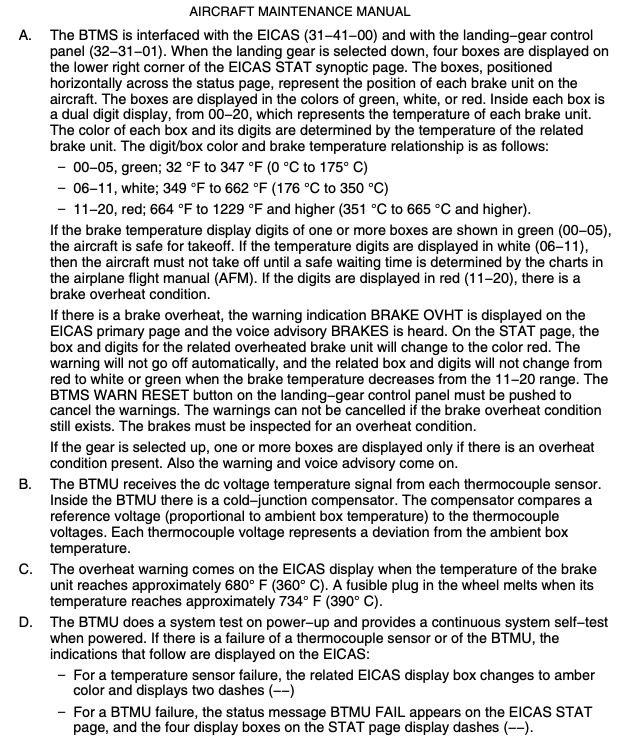 AIRCRAFT MAINTENANCE MANUAL
A. The BTMS is interfaced with the EICAS (31–41–00) and with the landing–gear control
panel (32–31–01). When the landing gear is selected down, four boxes are displayed on
the lower right corner of the EICAS STAT synoptic page. The boxes, positioned
horizontally across the status page, represent the position of each brake unit on the
aircraft. The boxes are displayed in the colors of green, white, or red. Inside each box is
a dual digit display, from 00–20, which represents the temperature of each brake unit.
The color of each box and its digits are determined by the temperature of the related
brake unit. The digit/box color and brake temperature relationship is as follows:
– 00–05, green; 32 °F to 347 °F (0 °C to 175° C)
– 06–11, white; 349 °F to 662 °F (176 °C to 350 °C)
– 11–20, red; 664 °F to 1229 °F and higher (351 °C to 665 °C and higher).
If the brake temperature display digits of one or more boxes are shown in green (00–05),
the aircraft is safe for takeoff. If the temperature digits are displayed in white (06–11),
then the aircraft must not take off until a safe waiting time is determined by the charts in
the airplane flight manual (AFM). If the digits are displayed in red (11–20), there is a
brake overheat condition.
If there is a brake overheat, the warning indication BRAKE OVHT is displayed on the
EICAS primary page and the voice advisory BRAKES is heard. On the STAT page, the
box and digits for the related overheated brake unit will change to the color red. The
warning will not go off automatically, and the related box and digits will not change from
red to white or green when the brake temperature decreases from the 11–20 range. The
BTMS WARN RESET button on the landing–gear control panel must be pushed to
cancel the warnings. The warnings can not be cancelled if the brake overheat condition
still exists. The brakes must be inspected for an overheat condition.
If the gear is selected up, one or more boxes are displayed only if there is an overheat
condition present. Also the warning and voice advisory come on.
B. The BTMU receives the dc voltage temperature signal from each thermocouple sensor.
Inside the BTMU there is a cold–junction compensator. The compensator compares a
reference voltage (proportional to ambient box temperature) to the thermocouple
voltages. Each thermocouple voltage represents a deviation from the ambient box
temperature.
C. The overheat warning comes on the EICAS display when the temperature of the brake
unit reaches approximately 680° F (360° C). A fusible plug in the wheel melts when its
temperature reaches approximately 734° F (390° C).
D. The BTMU does a system test on power–up and provides a continuous system self–test
when powered. If there is a failure of a thermocouple sensor or of the BTMU, the
indications that follow are displayed on the EICAS:
– For a temperature sensor failure, the related EICAS display box changes to amber
color and displays two dashes (––)
– For a BTMU failure, the status message BTMU FAIL appears on the EICAS STAT
page, and the four display boxes on the STAT page display dashes (––).